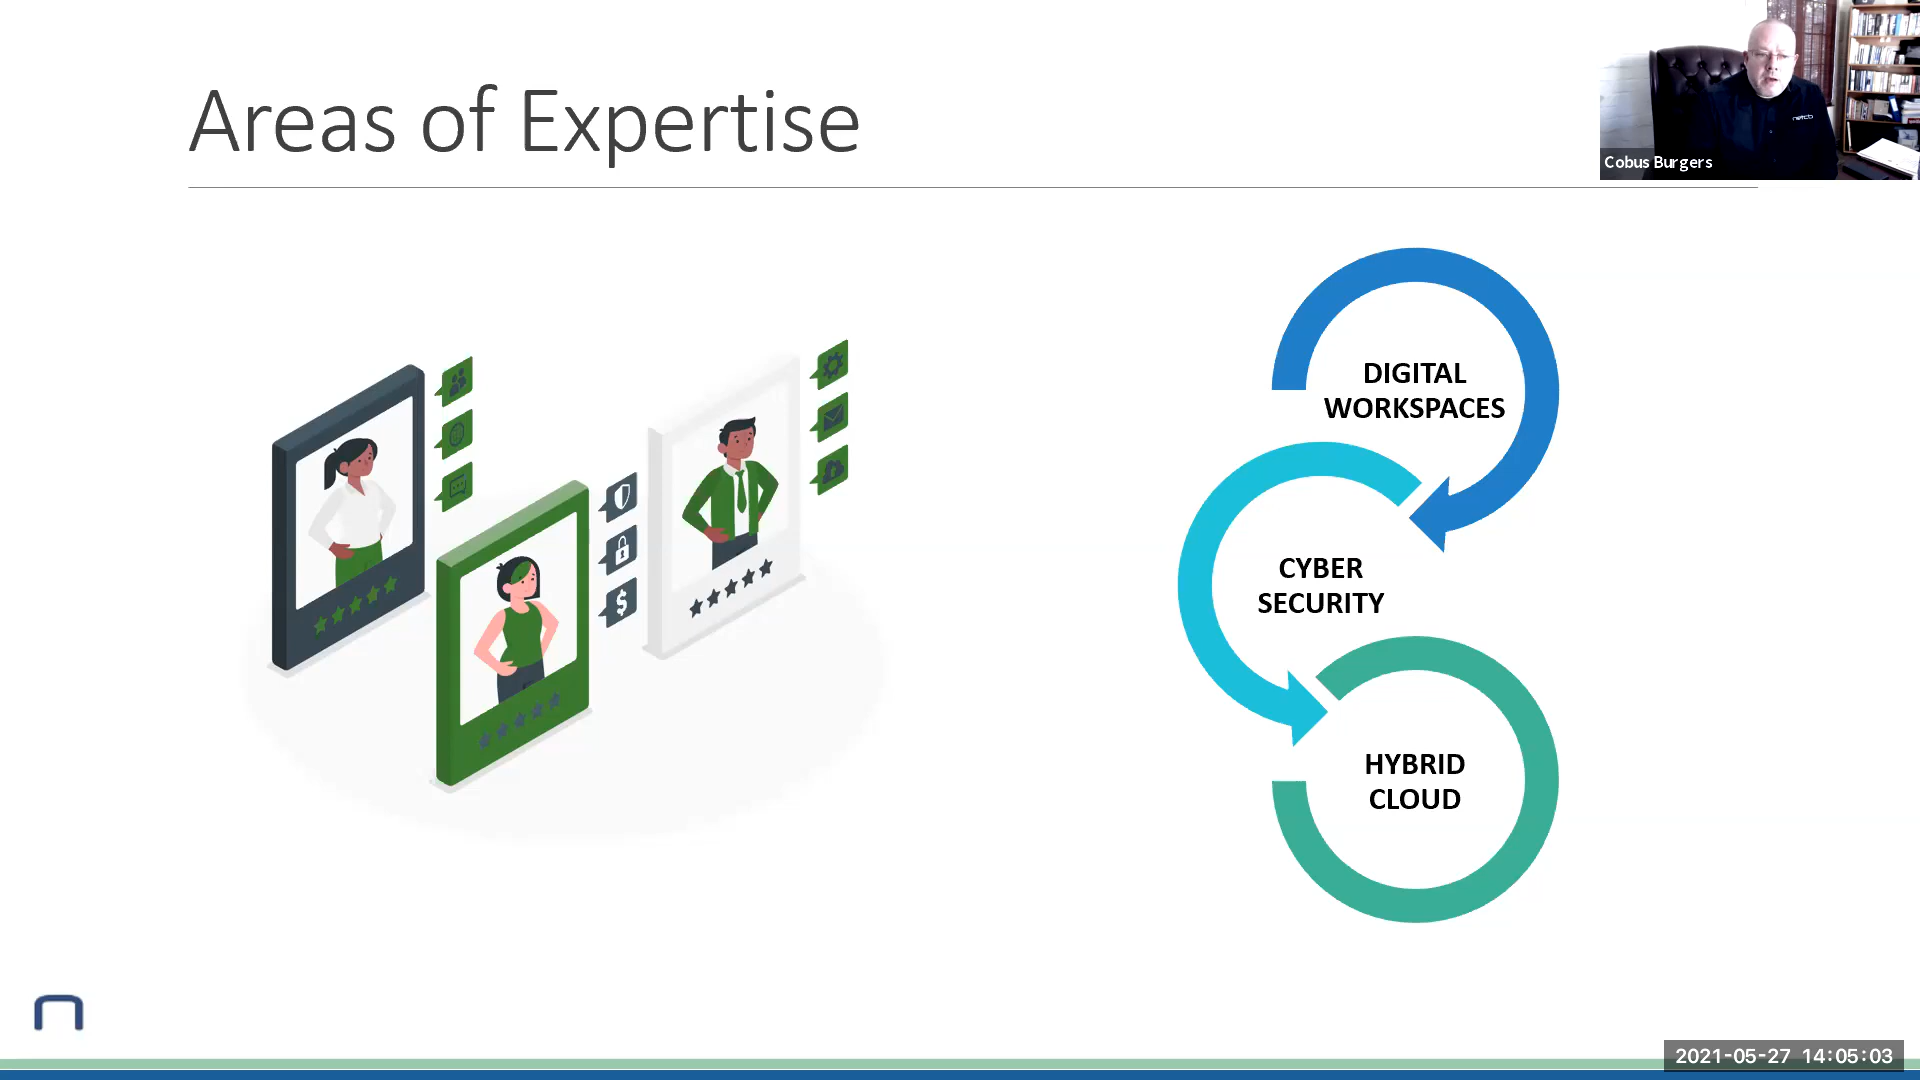 Areas of Expertise
Cobus Burgers
DIGITAL
WORKSPACES
CYBER
SECURITY
HYBRID
CLOUD
2021-05-27 14:05:03